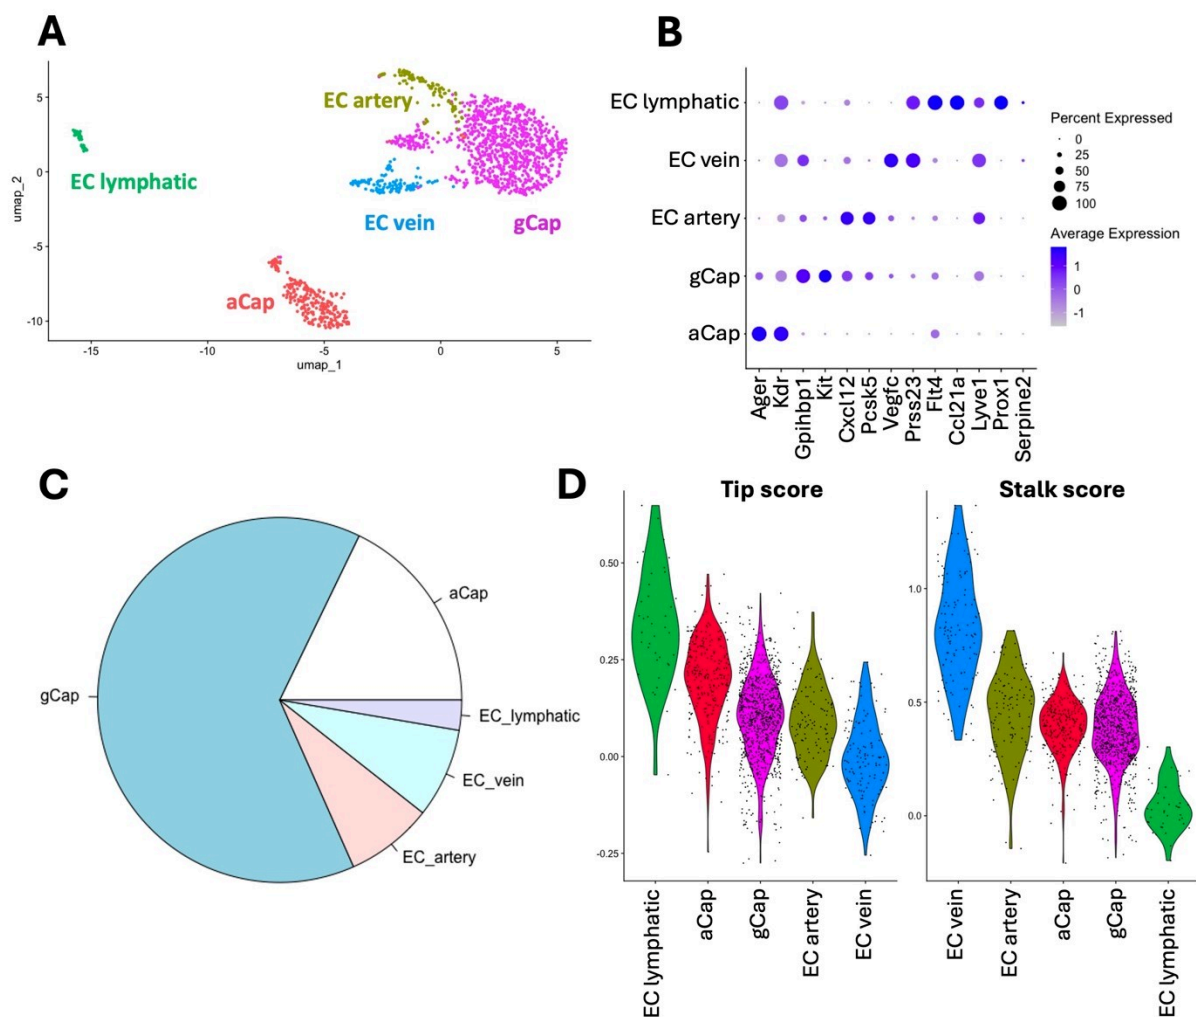 A
EC artery
EC lymphatic
EC vein
gCap
aCap
umap_2
5
0
-5
-10
-15
-10
-5
0
5
umap_1
B
EC lymphatic
EC vein
EC artery
gCap
aCap
Ager
Kdr
Gpihbp1
Kit
Cxcl12
Pcsk5
Vegfc
Prss23
Flt4
Ccl21a
Lyve1
Prox1
Serpine2
Percent Expressed
0
25
50
75
100
Average Expression
1
0
-1
C
aCap
gCap
EC_lymphatic
EC_vein
EC_artery
D
Tip score
0.50
0.25
0.00
-0.25
EC lymphatic
aCap
gCap
EC artery
EC vein
Stalk score
1.0
0.5
0.0
EC vein
EC artery
aCap
gCap
EC lymphatic